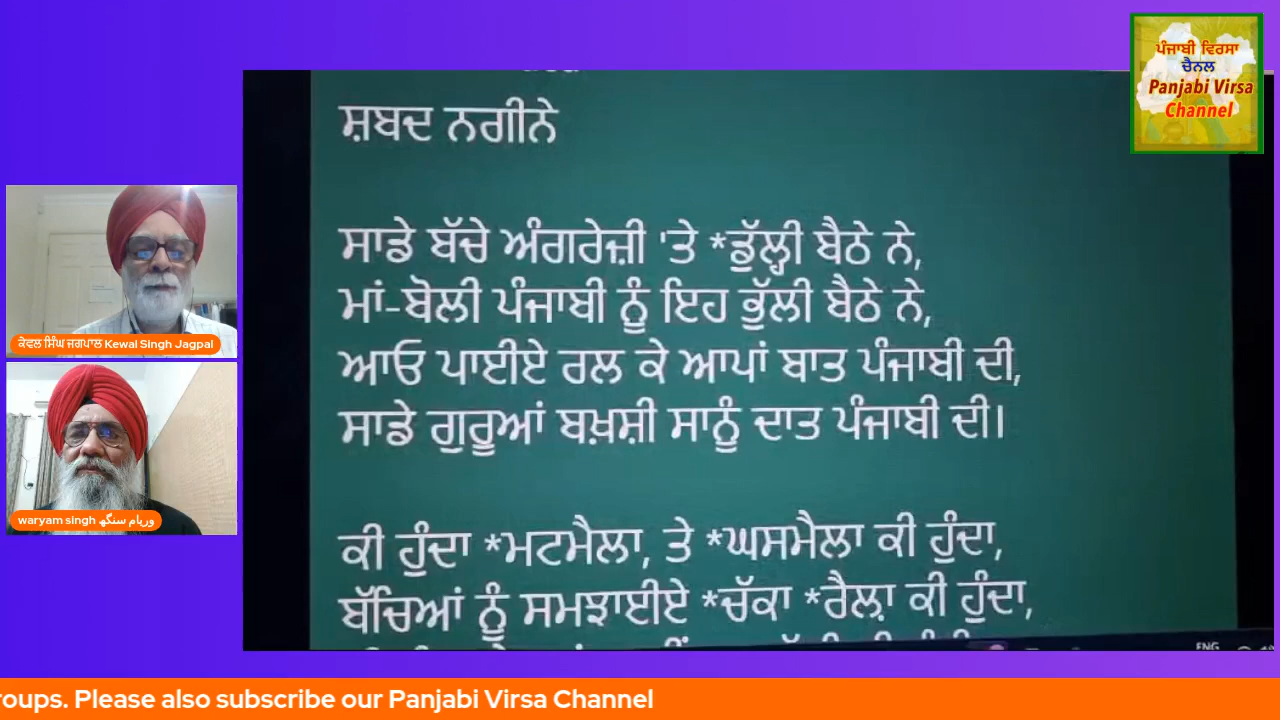 ਪੰਜਾਬੀ ਵਿਰਸਾ
ਚੈਨਲ
Panjabi Virsa
Channel
ਸ਼ਬਦ ਨਗੀਨੇ
ਸਾਡੇ ਬੱਚੇ ਅੰਗਰੇਜ਼ੀ 'ਤੇ *ਡੁੱਲ੍ਹੀ ਬੈਠੇ ਨੇ,
ਮਾਂ-ਬੋਲੀ ਪੰਜਾਬੀ ਨੂੰ ਇਹ ਭੁੱਲੀ ਬੈਠੇ ਨੇ,
ਆਓ ਪਾਈਏ ਰਲ ਕੇ ਆਪਾਂ ਬਾਤ ਪੰਜਾਬੀ ਦੀ,
ਸਾਡੇ ਗੁਰੂਆਂ ਬਖ਼ਸ਼ੀ ਸਾਨੂੰ ਦਾਤ ਪੰਜਾਬੀ ਦੀ।
ਕੀ ਹੁੰਦਾ *ਮਟਮੈਲਾ, ਤੇ *ਘਸਮੈਲਾ ਕੀ ਹੁੰਦਾ,
ਬੱਚਿਆਂ ਨੂੰ ਸਮਝਾਈਏ *ਚੱਕਾ *ਰੈਲ਼ਾ ਕੀ ਹੁੰਦਾ,
ENG
ਕੇਵਲ ਸਿੰਘ ਜਗਪਾਲ Kewal Singh Jagpal
waryam singh وریام سنگھ
roups. Please also subscribe our Panjabi Virsa Channel